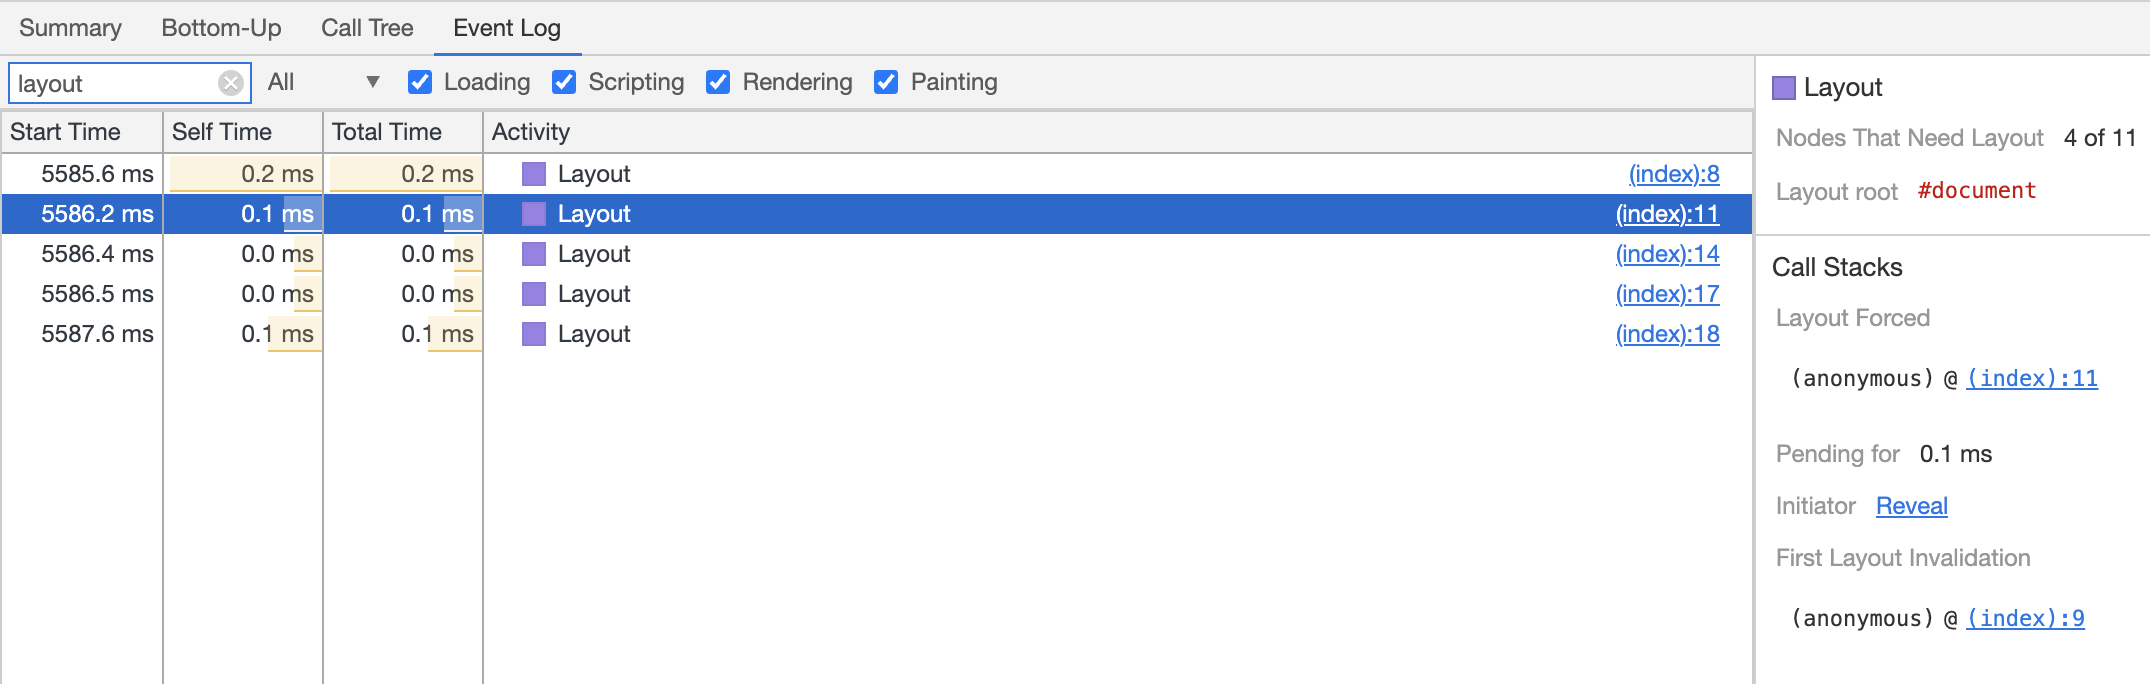 Summary Bottom-Up Call Tree Event Log
layout All ▼ Loading Scripting Rendering Painting
Start Time Self Time Total Time Activity
5585.6 ms 0.2 ms 0.2 ms Layout (index):8
5586.2 ms 0.1 ms 0.1 ms Layout (index):11
5586.4 ms 0.0 ms 0.0 ms Layout (index):14
5586.5 ms 0.0 ms 0.0 ms Layout (index):17
5587.6 ms 0.1 ms 0.1 ms Layout (index):18
Layout
Nodes That Need Layout 4 of 11
Layout root #document
Call Stacks
Layout Forced
(anonymous) @ (index):11
Pending for 0.1 ms
Initiator Reveal
First Layout Invalidation
(anonymous) @ (index):9